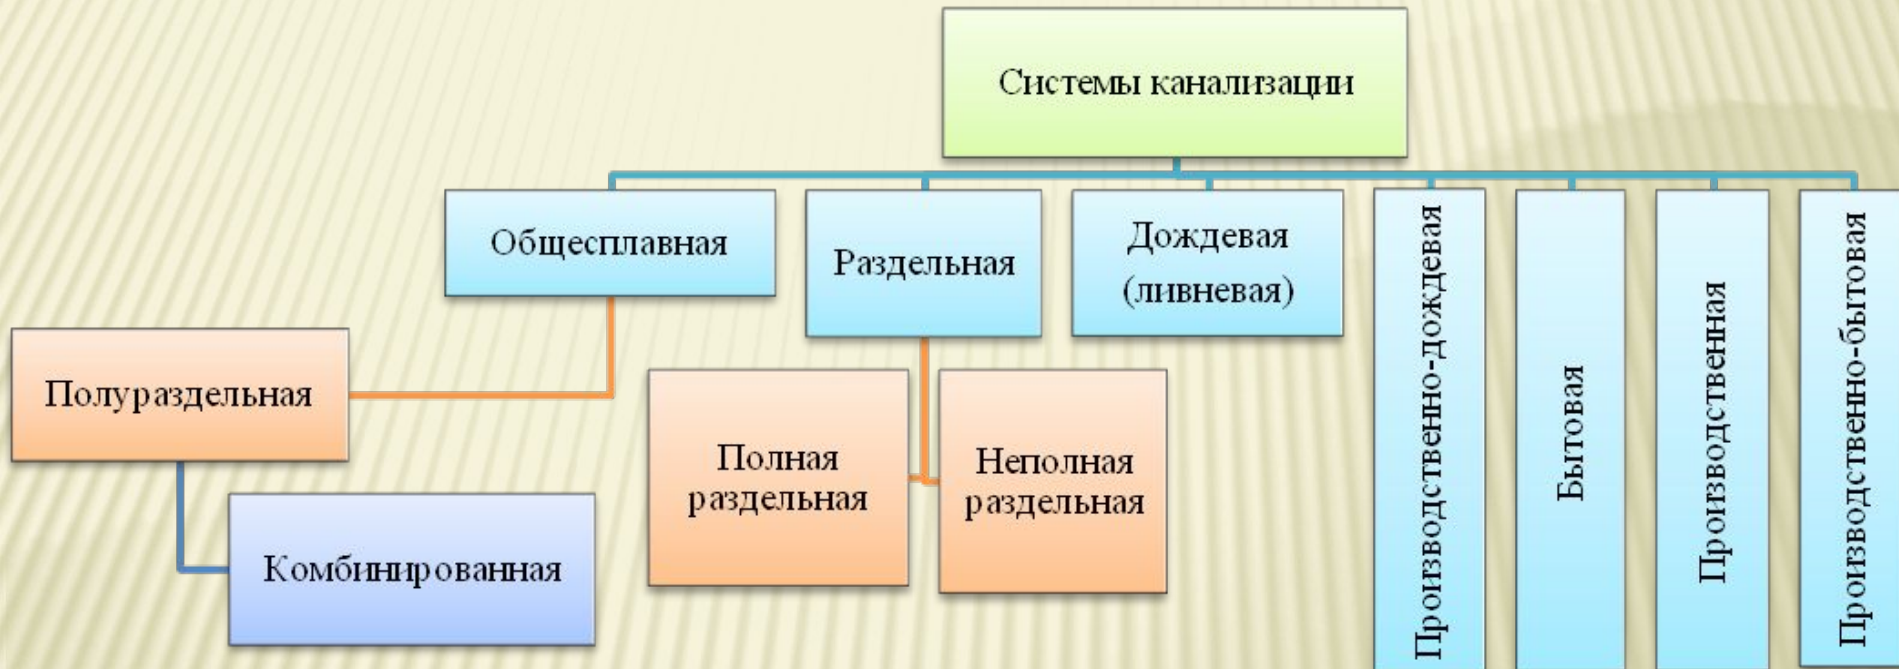 Системы канализации
Общесплавная
Раздельная
Дождевая
(ливневая)
Производственно-дождевая
Бытовая
Производственная
Производственно-бытовая
Полураздельная
Полная
раздельная
Неполная
раздельная
Комбинированная